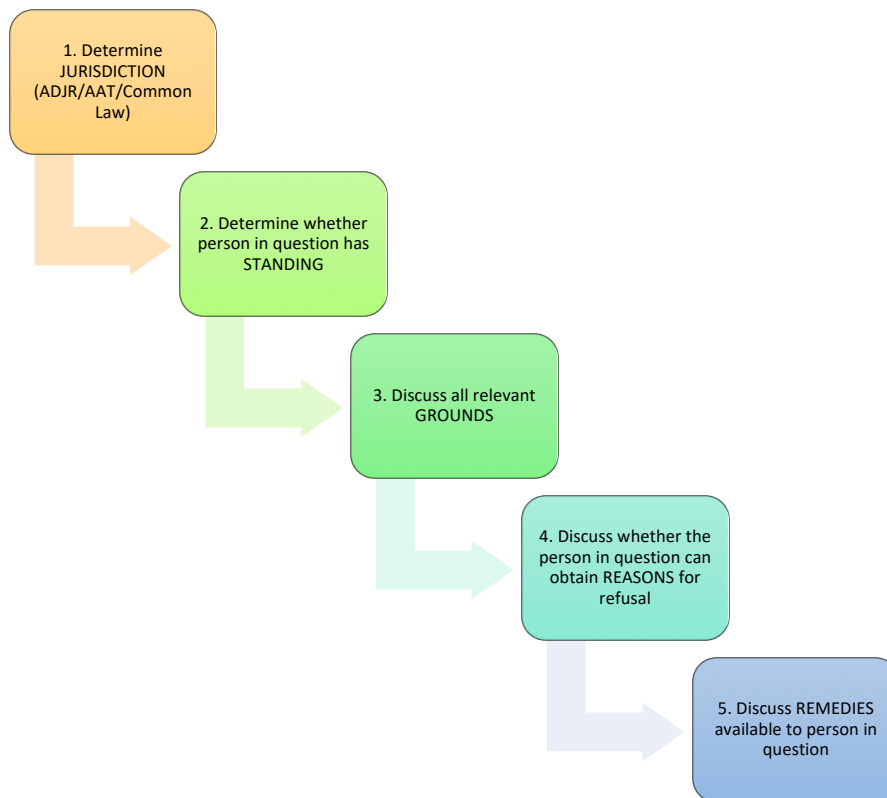 1. Determine
JURISDICTION
(ADJR/AAT/Common
Law)
2. Determine whether
person in question has
STANDING
3. Discuss all relevant
GROUNDS
4. Discuss whether the
person in question can
obtain REASONS for
refusal
5. Discuss REMEDIES
available to person in
question